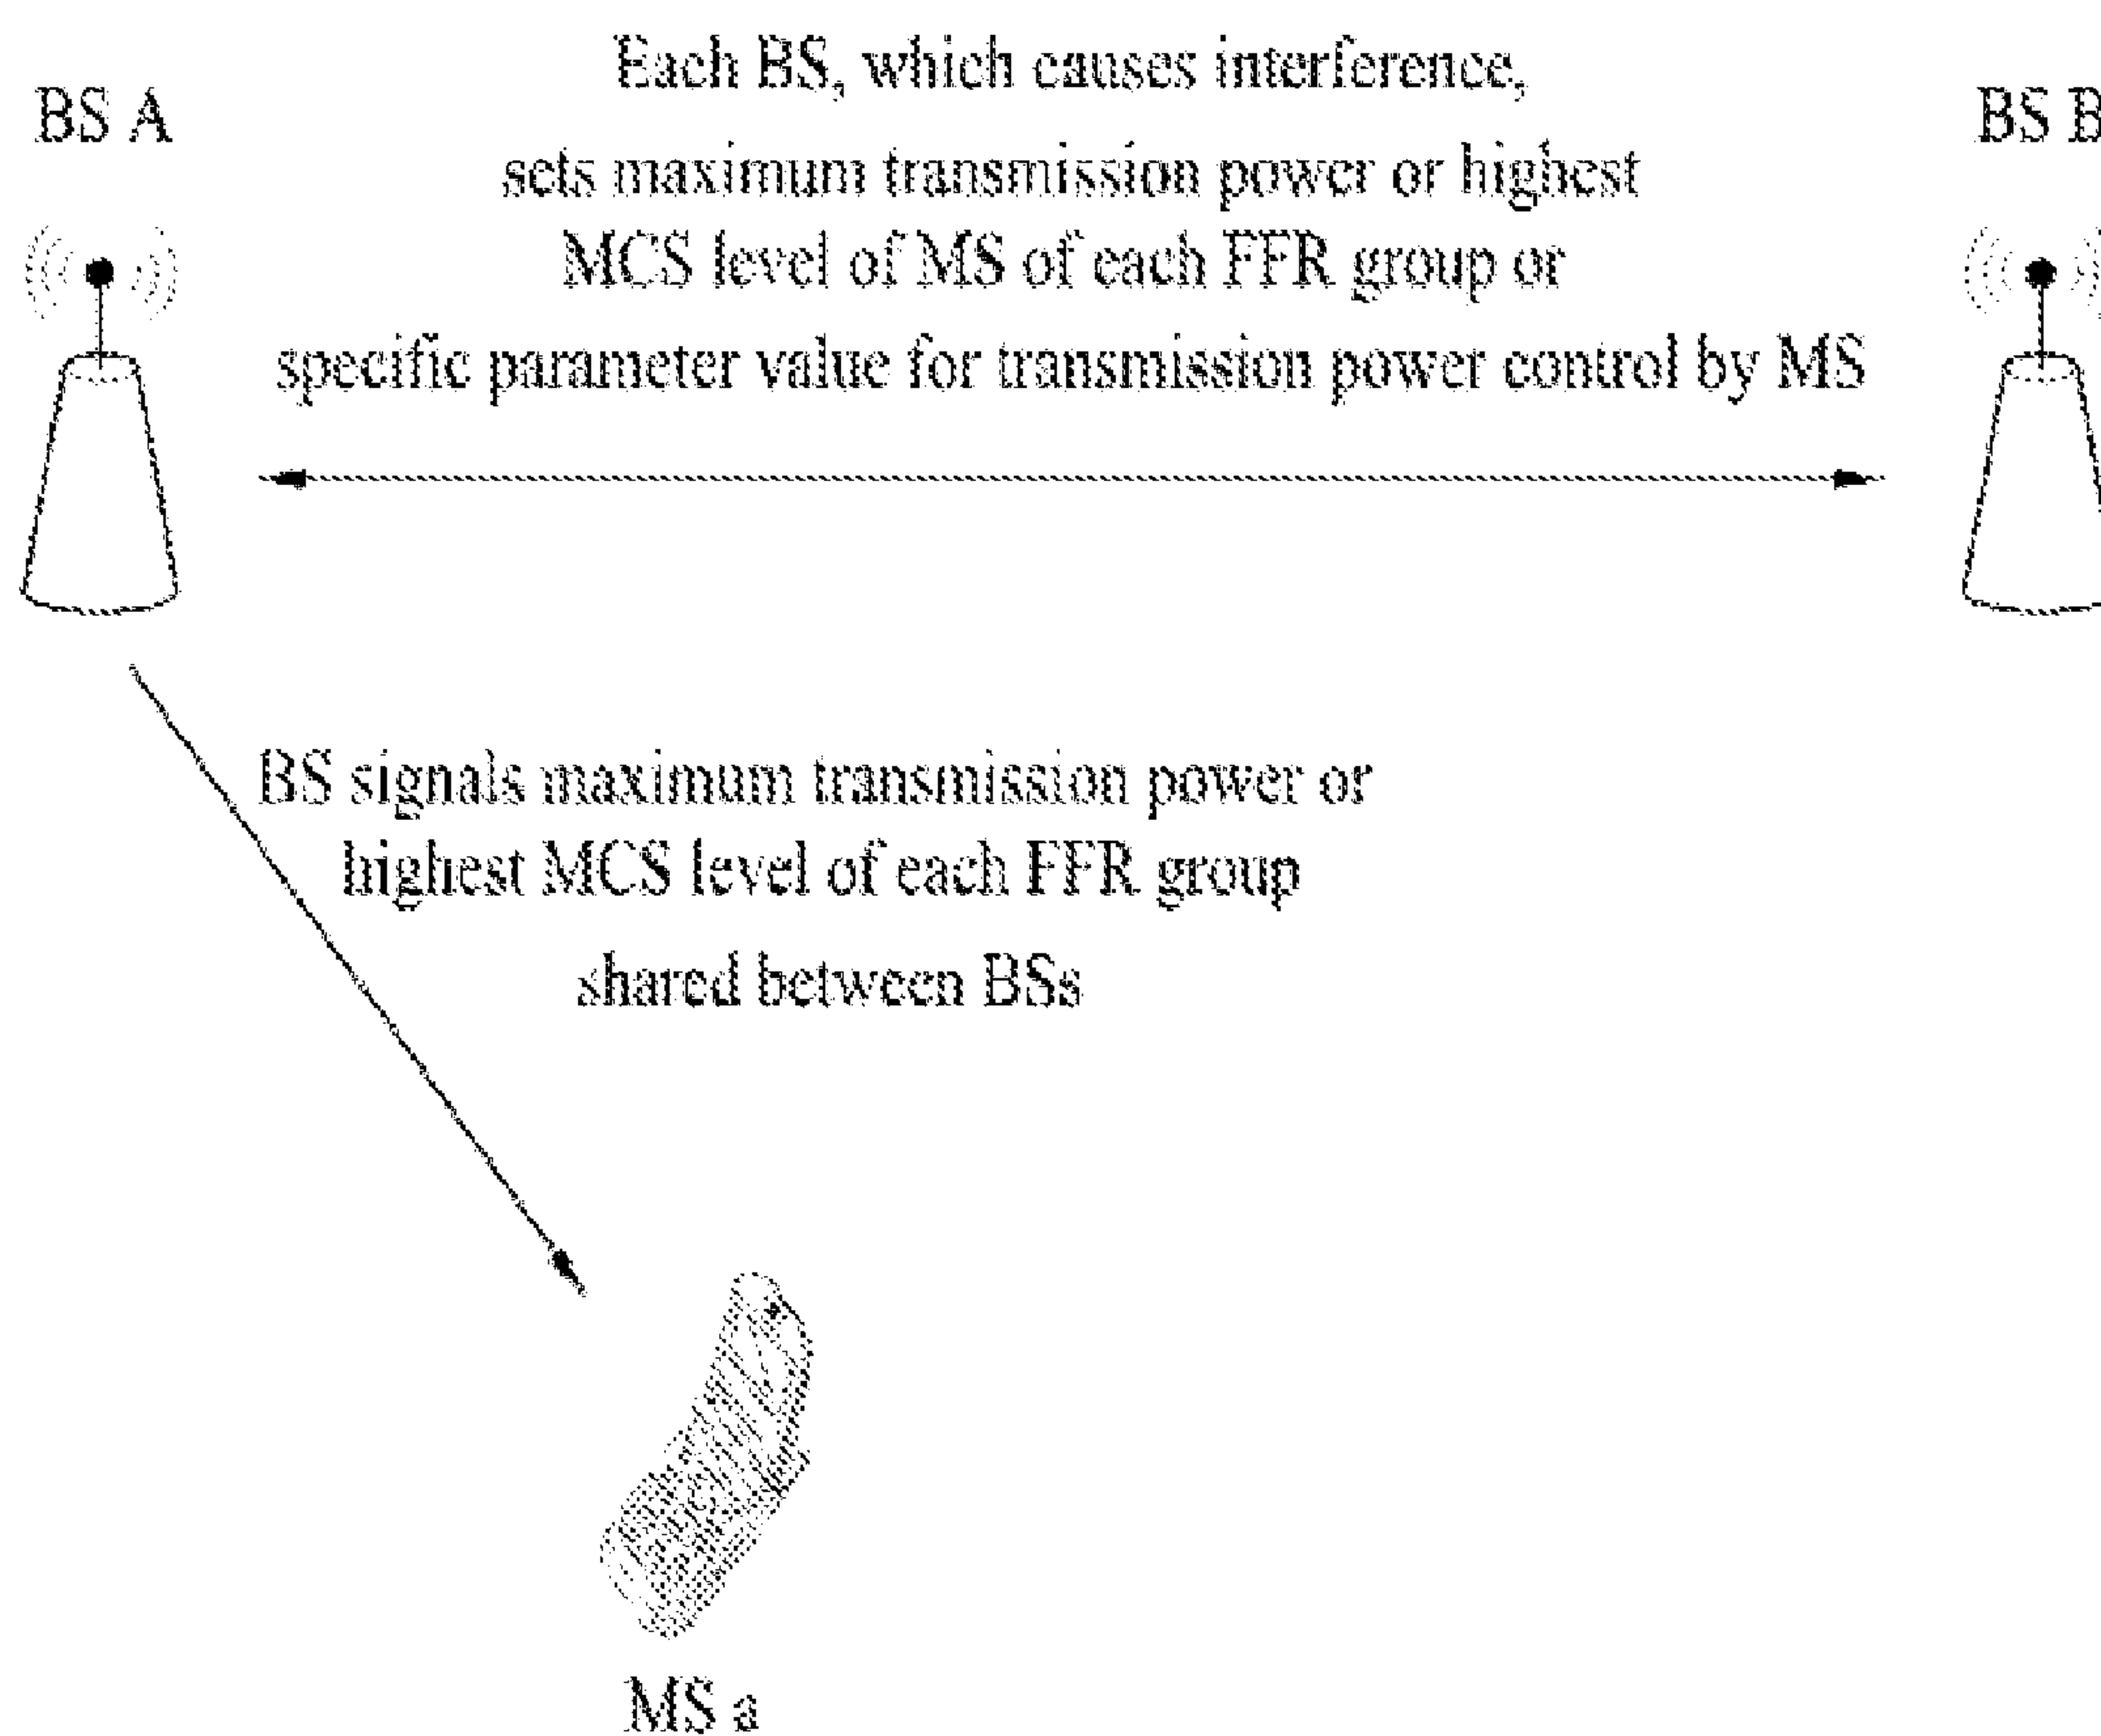 Each BS, which causes interference,
BS A
BS B
sets maximum transmission power or highest
MCS level of MS of each FFR group or
specific parameter value for transmission power control by MS
BS signals maximum transmission power or
highest MCS level of each FFR group
shared between BSs
MS a